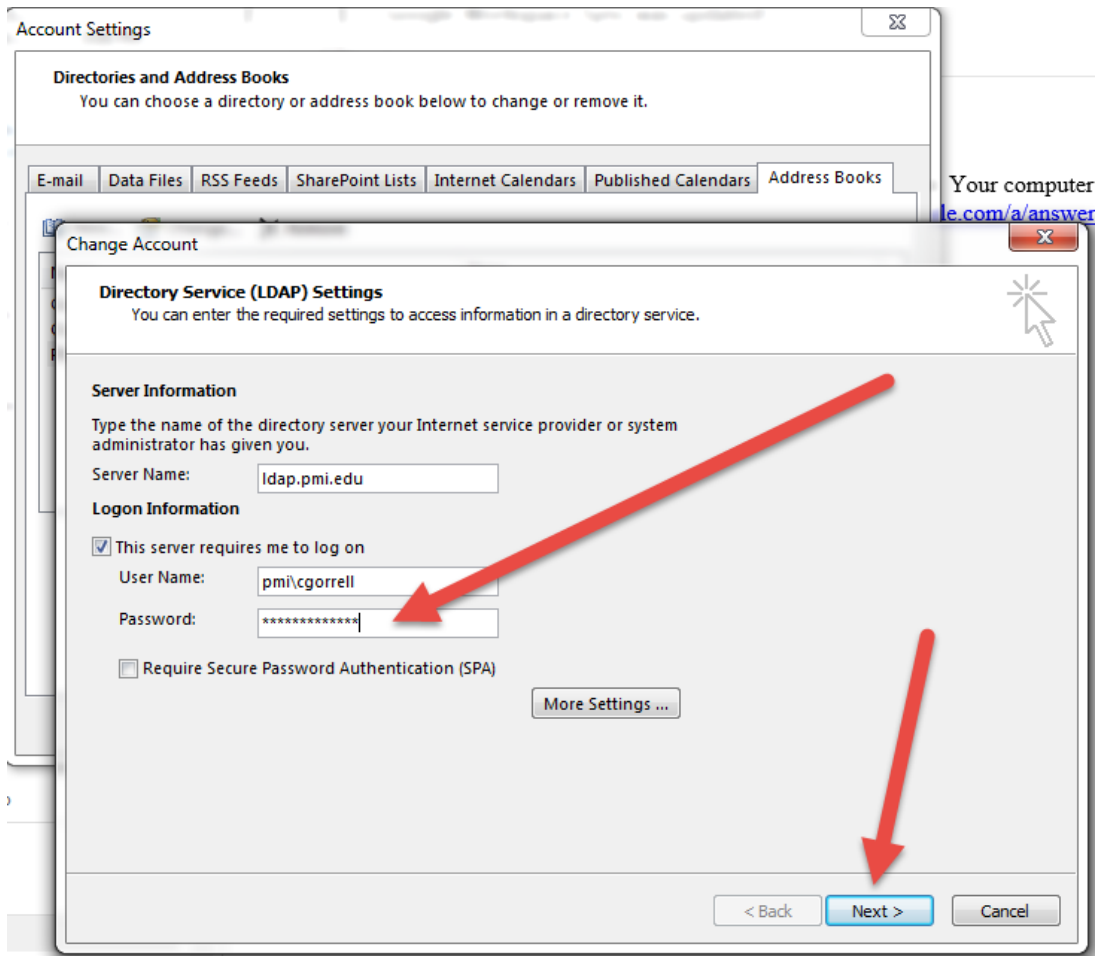 Account Settings
Directories and Address Books
You can choose a directory or address book below to change or remove it.
E-mail Data Files RSS Feeds SharePoint Lists Internet Calendars Published Calendars Address Books
Your computer
le.com/a/answer
Change Account
Directory Service (LDAP) Settings
You can enter the required settings to access information in a directory service.
Server Information
Type the name of the directory server your Internet service provider or system
administrator has given you.
Server Name: ldap.pmi.edu
Logon Information
This server requires me to log on
User Name: pmi\cgorrell
Password: *************
Require Secure Password Authentication (SPA)
More Settings ...
< Back Next > Cancel